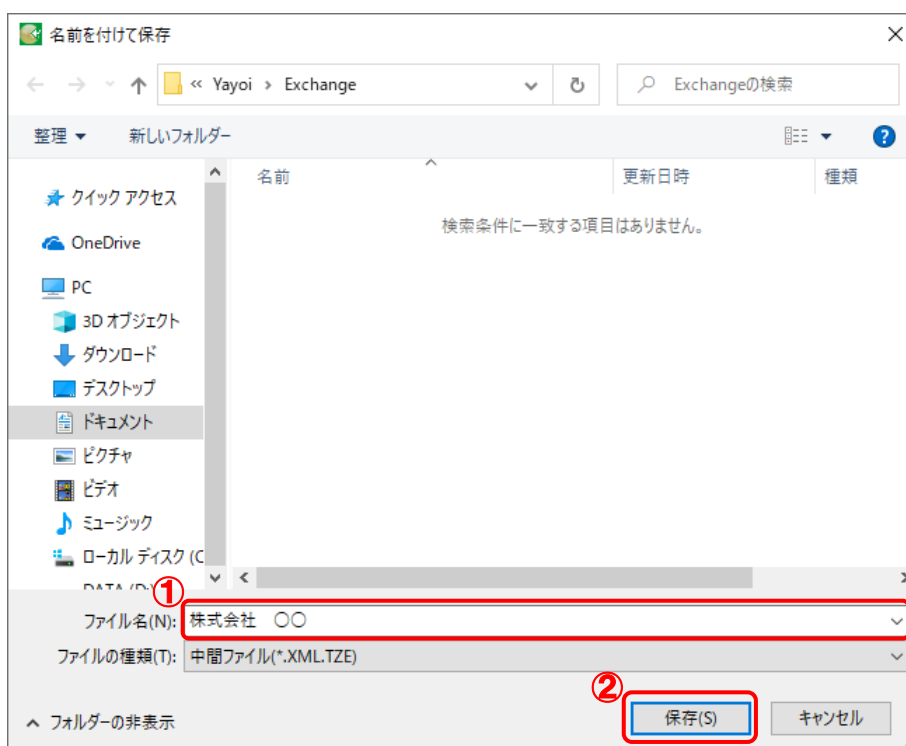 名前を付けて保存
« Yayoi › Exchange
Exchangeの検索
整理 新しいフォルダー
名前 更新日時 種類
検索条件に一致する項目はありません。
クイック アクセス
OneDrive
PC
3D オブジェクト
ダウンロード
デスクトップ
ドキュメント
ピクチャ
ビデオ
ミュージック
ローカル ディスク (C
DATA (D:)
①
ファイル名(N): 株式会社 〇〇
ファイルの種類(T): 中間ファイル(*.XML.TZE)
②
フォルダーの非表示 保存(S) キャンセル